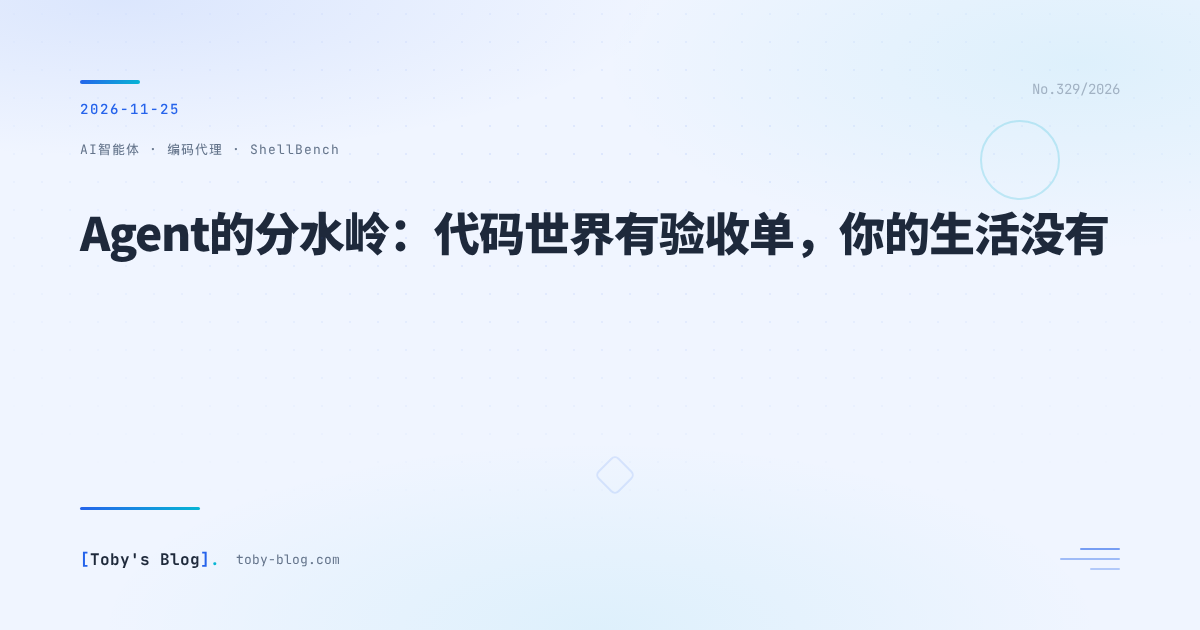 2026-11-25
No.329/2026
AI智能体 · 编码代理 · ShellBench
Agent的分水岭：代码世界有验收单，你的生活没有
[Toby's Blog]. toby-blog.com